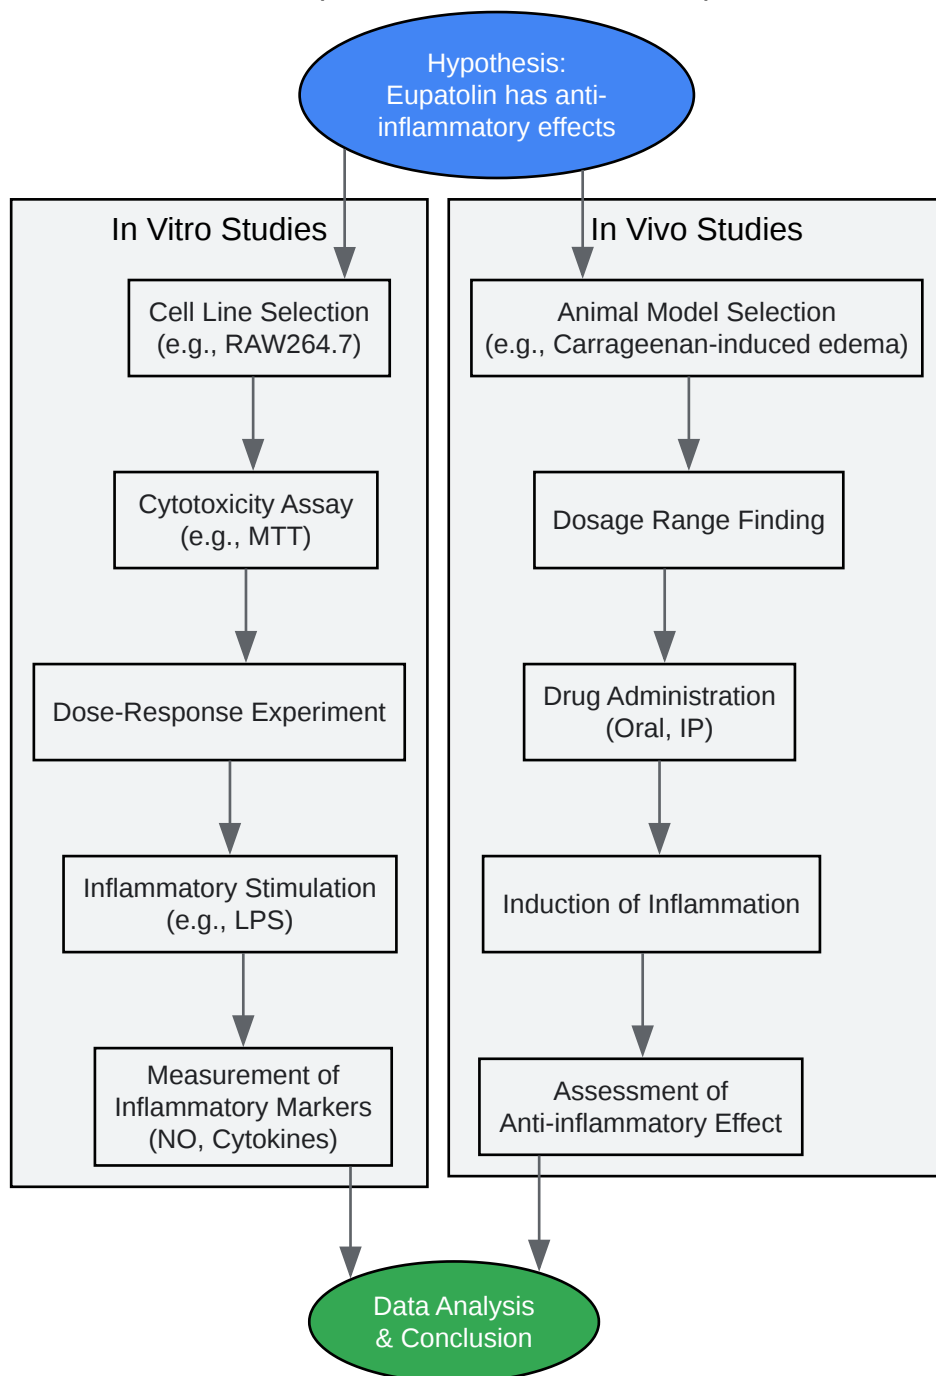 Hypothesis:
Eupatolin has anti-
inflammatory effects
In Vitro Studies
Cell Line Selection
(e.g., RAW264.7)
Cytotoxicity Assay
(e.g., MTT)
Dose-Response Experiment
Inflammatory Stimulation
(e.g., LPS)
Measurement of
Inflammatory Markers
(NO, Cytokines)
In Vivo Studies
Animal Model Selection
(e.g., Carrageenan-induced edema)
Dosage Range Finding
Drug Administration
(Oral, IP)
Induction of Inflammation
Assessment of
Anti-inflammatory Effect
Data Analysis
& Conclusion